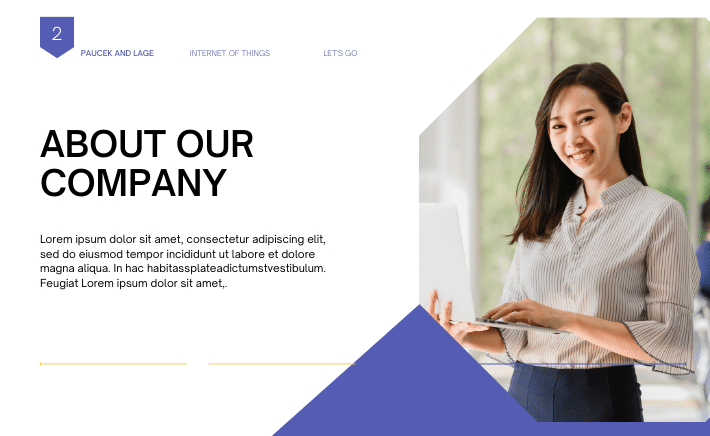 2
PAUCEK AND LAGE
INTERNET OF THINGS
LET'S GO
ABOUT OUR
COMPANY
Lorem ipsum dolor sit amet, consectetur adipiscing elit,
sed do eiusmod tempor incididunt ut labore et dolore
magna aliqua. In hac habitassplateadictumstvestibulum.
Feugiat Lorem ipsum dolor sit amet,.